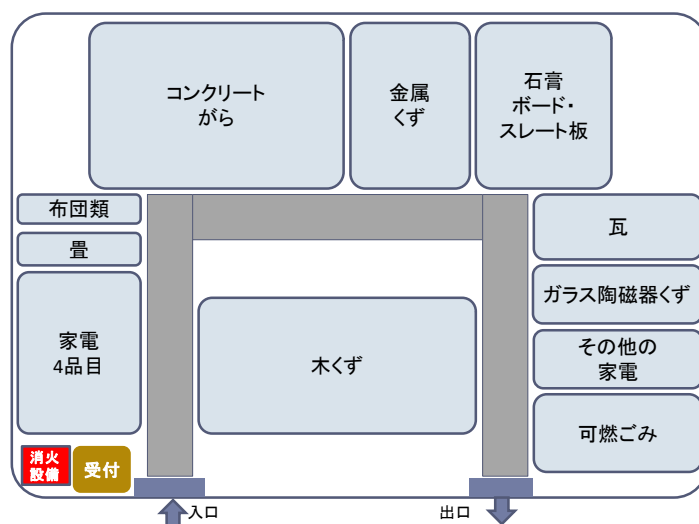 コンクリート
がら
金属
くず
石膏
ボード・
スレート板
布団類
畳
家電
4品目
木くず
瓦
ガラス陶磁器くず
その他の
家電
可燃ごみ
消火
設備
受付
入口
出口